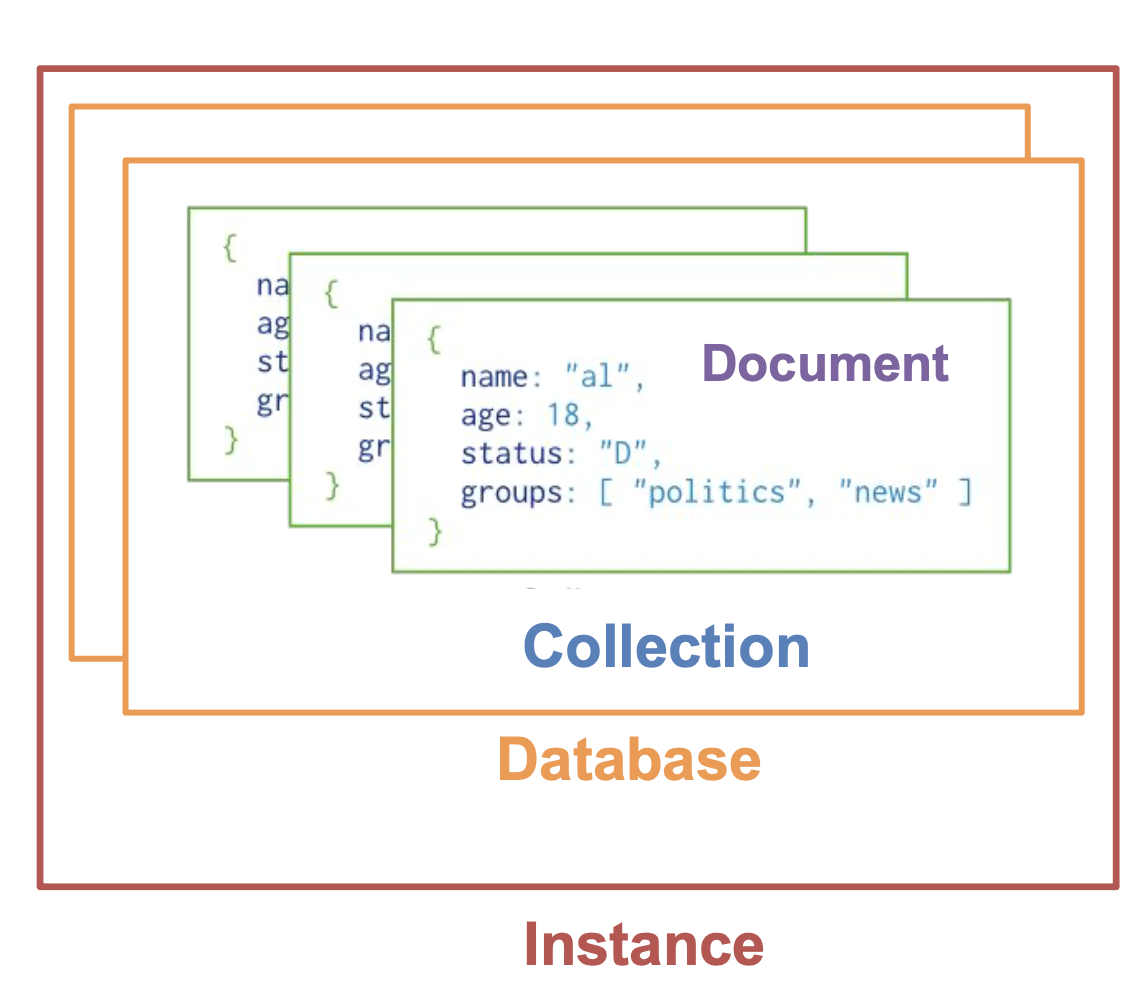 {
na
ag
st
gr
}
{
na
ag
st
gr
}
{
name: "al",
age: 18,
status: "D",
groups: [ "politics", "news" ]
}
Document
Collection
Database
Instance